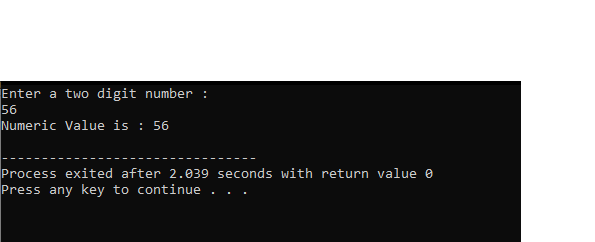 Enter a two digit number :
56
Numeric Value is : 56
--------------------------------
Process exited after 2.039 seconds with return value 0
Press any key to continue . . .